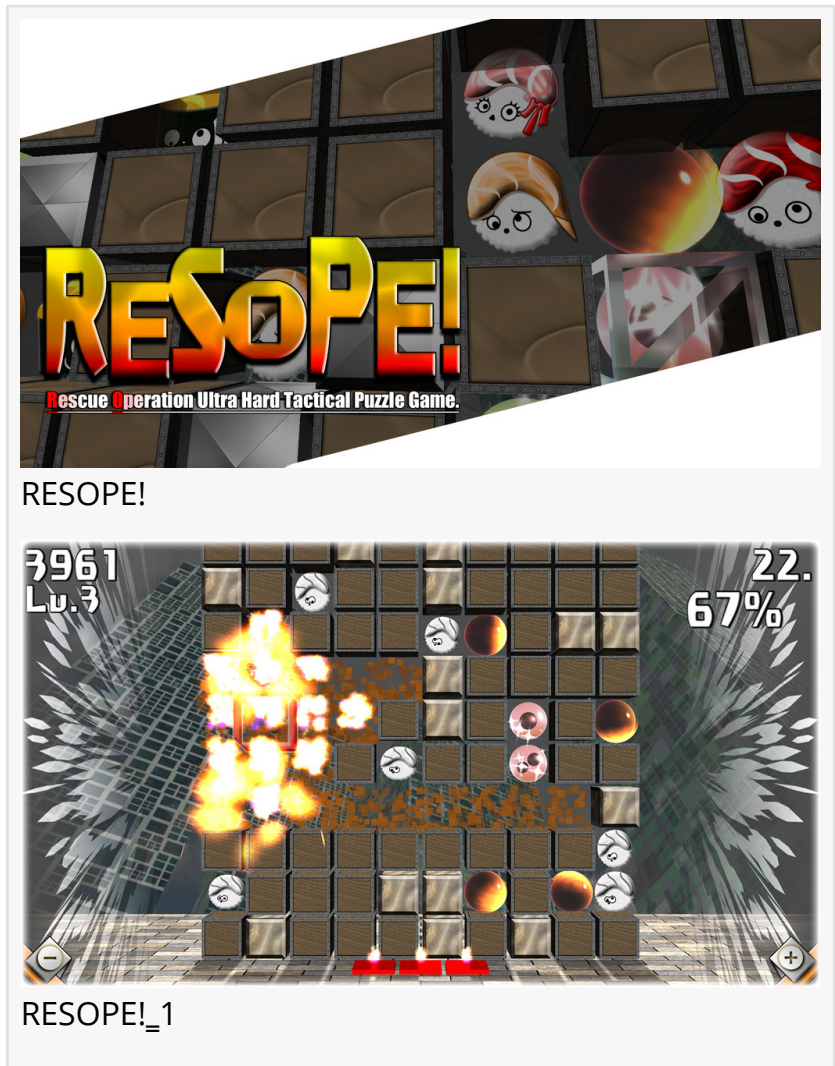 RESOPE!
Rescue Operation Ultra Hard Tactical Puzzle Game.
RESOPE!
3961
Lv.3
22.
67%
RESOPE!_1